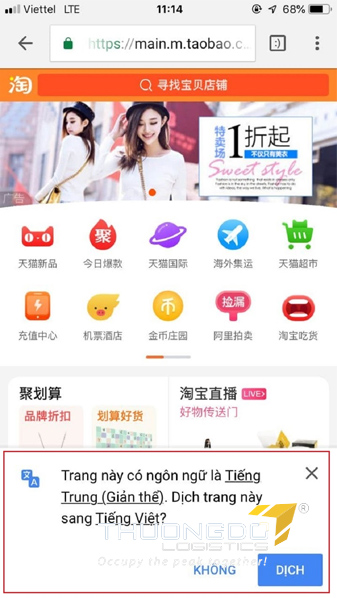 Viettel LTE 11:14 68%
https://main.m.taobao.c...
淘 寻找宝贝店铺
特卖场 1折起
不仅只有美衣
Sweet style
广告
天猫新品 今日爆款 天猫国际 海外集运 天猫超市
聚
充值中心 机票酒店 金币庄园 阿里拍卖 淘宝吃货
币 捡漏
聚划算 淘宝直播 LIVE
品牌折扣 划算好货 好物传送门
Trang này có ngôn ngữ là Tiếng
Trung (Giản thể). Dịch trang này
sang Tiếng Việt?
THUONGDO
LOGISTICS
Occupy the peak together!
KHÔNG DỊCH